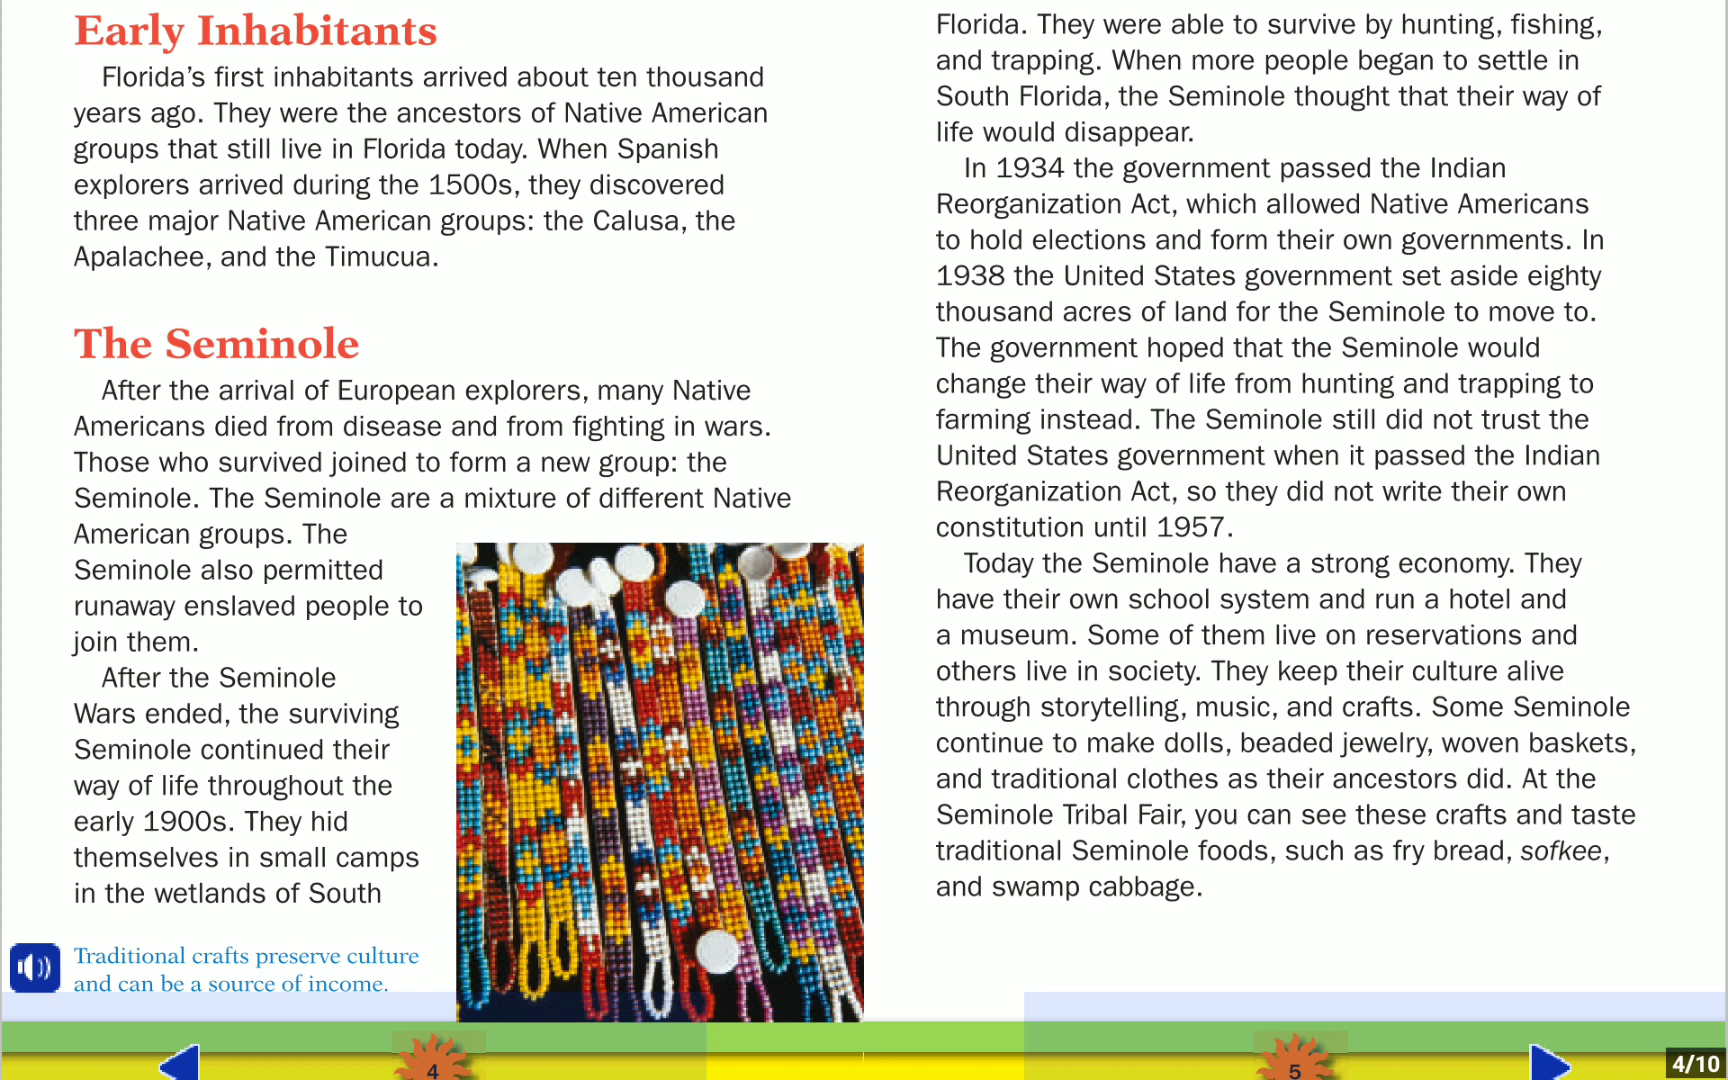 Early Inhabitants
Florida’s first inhabitants arrived about ten thousand
years ago. They were the ancestors of Native American
groups that still live in Florida today. When Spanish
explorers arrived during the 1500s, they discovered
three major Native American groups: the Calusa, the
Apalachee, and the Timucua.
The Seminole
After the arrival of European explorers, many Native
Americans died from disease and from fighting in wars.
Those who survived joined to form a new group: the
Seminole. The Seminole are a mixture of different Native
American groups. The
Seminole also permitted
runaway enslaved people to
join them.
After the Seminole
Wars ended, the surviving
Seminole continued their
way of life throughout the
early 1900s. They hid
themselves in small camps
in the wetlands of South
Traditional crafts preserve culture
and can be a source of income.
4
Florida. They were able to survive by hunting, fishing,
and trapping. When more people began to settle in
South Florida, the Seminole thought that their way of
life would disappear.
In 1934 the government passed the Indian
Reorganization Act, which allowed Native Americans
to hold elections and form their own governments. In
1938 the United States government set aside eighty
thousand acres of land for the Seminole to move to.
The government hoped that the Seminole would
change their way of life from hunting and trapping to
farming instead. The Seminole still did not trust the
United States government when it passed the Indian
Reorganization Act, so they did not write their own
constitution until 1957.
Today the Seminole have a strong economy. They
have their own school system and run a hotel and
a museum. Some of them live on reservations and
others live in society. They keep their culture alive
through storytelling, music, and crafts. Some Seminole
continue to make dolls, beaded jewelry, woven baskets,
and traditional clothes as their ancestors did. At the
Seminole Tribal Fair, you can see these crafts and taste
traditional Seminole foods, such as fry bread, sofkee,
and swamp cabbage.
5
4/10